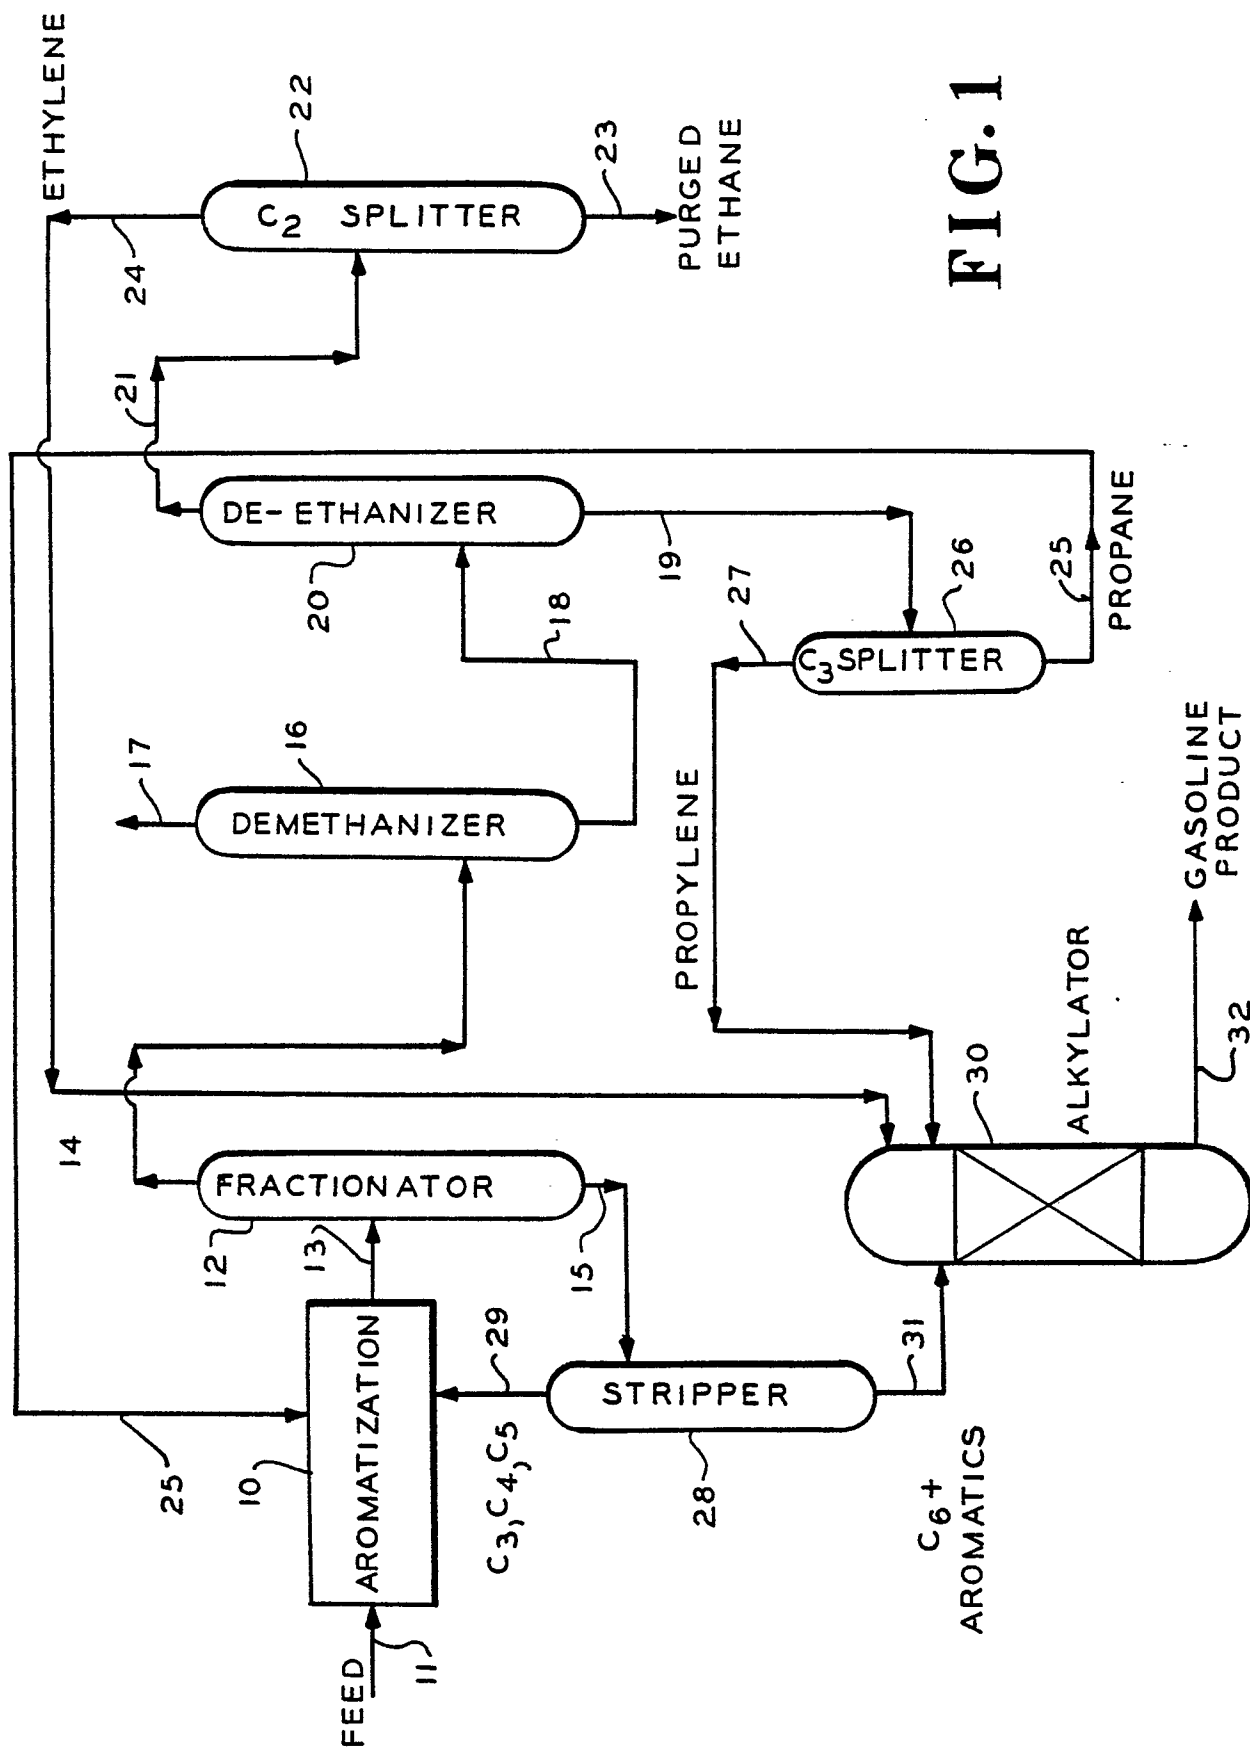 ETHYLENE
24
C2 SPLITTER
22
23
PURGED
ETHANE
21
DE-ETHANIZER
20
19
18
17
DEMETHANIZER
16
14
PROPYLENE
27
C3 SPLITTER
26
25
PROPANE
FRACTIONATOR
12
13
15
25
10
AROMATIZATION
FEED
11
C3, C4, C5
29
STRIPPER
28
31
C6+
AROMATICS
30
ALKYLATOR
32
GASOLINE
PRODUCT
FIG. 1